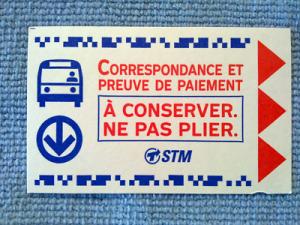 CORRESPONDANCE ET
PREUVE DE PAIEMENT
À CONSERVER.
NE PAS PLIER.
STM